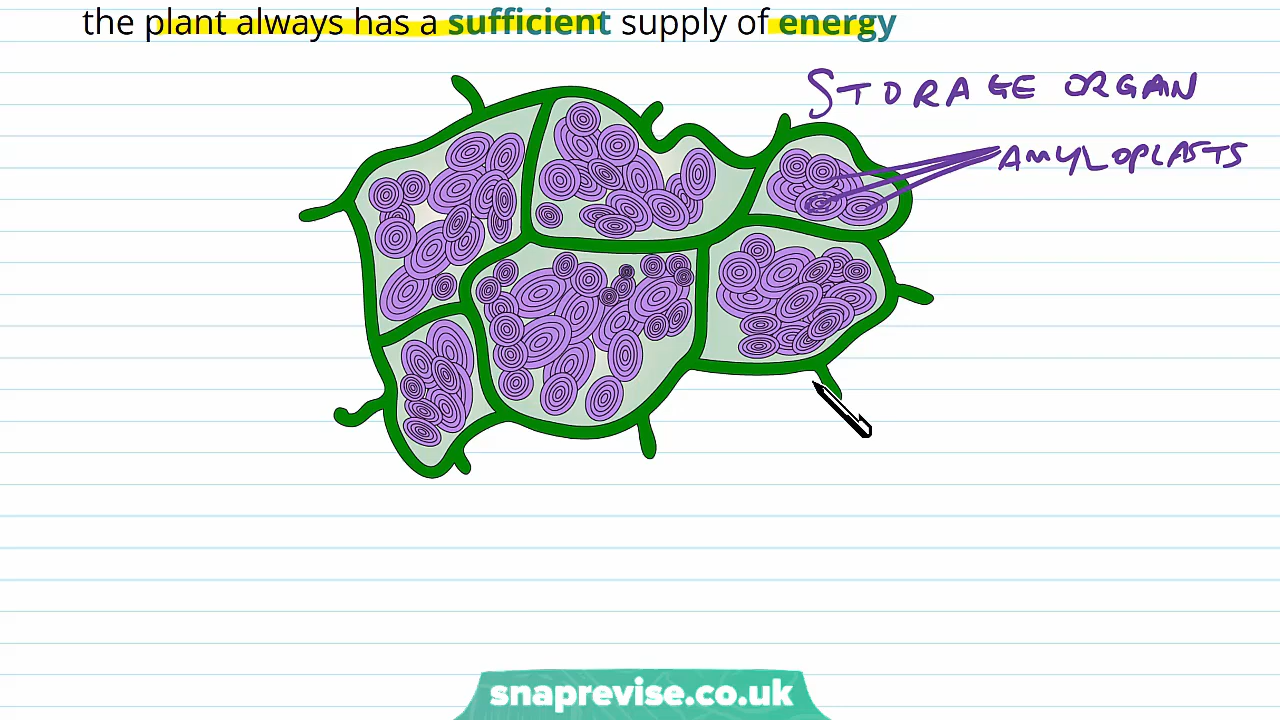 the plant always has a sufficient supply of energy
STORAGE ORGAN
AMYLOPLASTS
snaprevise.co.uk